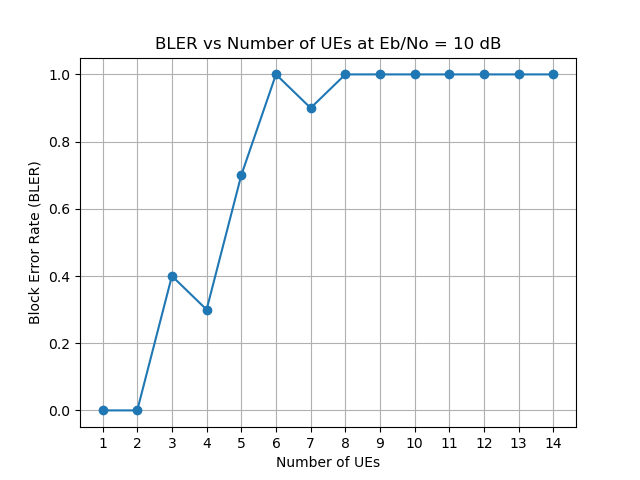 BLER vs Number of UEs at Eb/No = 10 dB
Block Error Rate (BLER)
1.0
0.8
0.6
0.4
0.2
0.0
1 2 3 4 5 6 7 8 9 10 11 12 13 14
Number of UEs